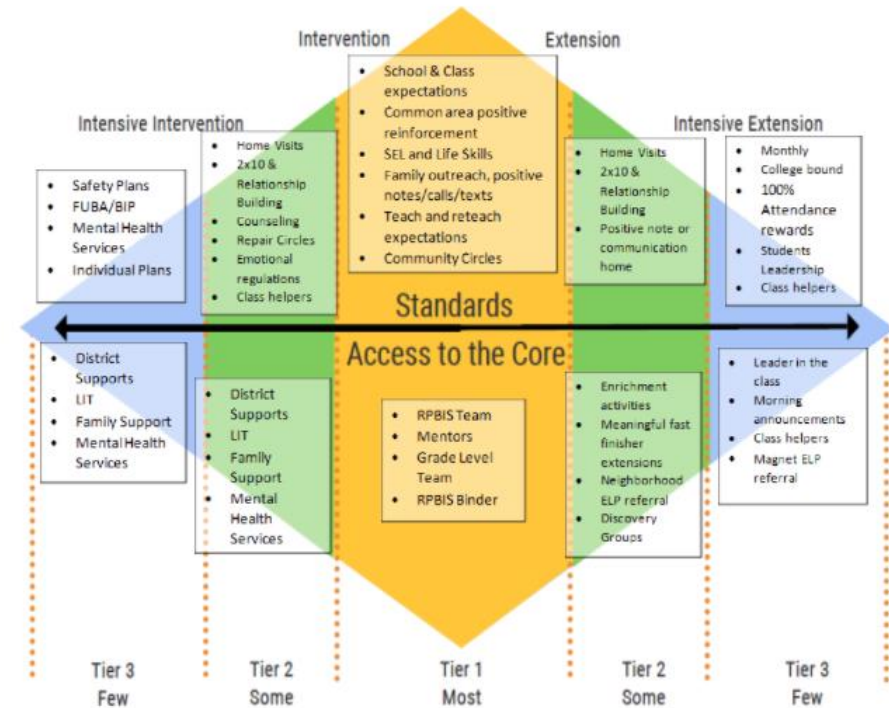 Intervention
Extension
Intensive Intervention
Intensive Extension
• Safety Plans
• FUBA/BIP
• Mental Health
Services
• Individual Plans
• Home Visits
• 2x10 &
Relationship
Building
• Counseling
• Repair Circles
• Emotional
regulations
• Class helpers
• School & Class
expectations
• Common area positive
reinforcement
• SEL and Life Skills
• Family outreach, positive
notes/calls/texts
• Teach and reteach
expectations
• Community Circles
• Home Visits
• 2x10 &
Relationship
Building
• Positive note or
communication
home
• Monthly
• College bound
• 100%
Attendance
rewards
• Students
Leadership
• Class helpers
Standards
Access to the Core
• District
Supports
• LIT
• Family Support
• Mental Health
Services
• District
Supports
• LIT
• Family
Support
• Mental
Health
Services
• RPBIS Team
• Mentors
• Grade Level
Team
• RPBIS Binder
• Enrichment
activities
• Meaningful fast
finisher
extensions
• Neighborhood
ELP referral
• Discovery
Groups
• Leader in the
class
• Morning
announcements
• Class helpers
• Magnet ELP
referral
Tier 3
Few
Tier 2
Some
Tier 1
Most
Tier 2
Some
Tier 3
Few